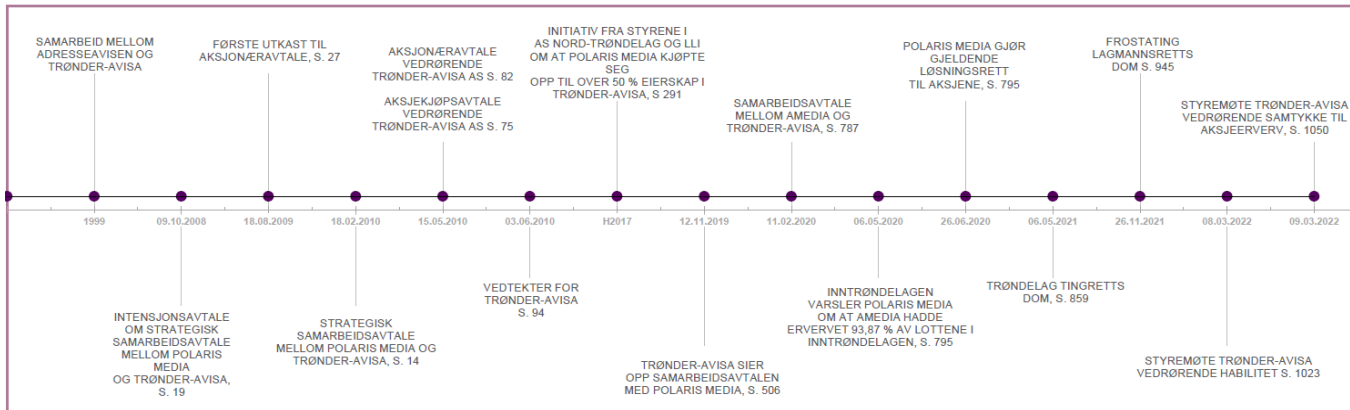 SAMARBEID MELLOM
ADRESSEAVISEN OG
TRØNDER-AVISA
FØRSTE UTKAST TIL
AKSJONÆRAVTALE, S. 27
AKSJONÆRAVTALE
VEDRØRENDE
TRØNDER-AVISA AS S. 82
AKSJEKJØPSAVTALE
VEDRØRENDE
TRØNDER-AVISA AS S. 75
INITIATIV FRA STYRENE I
AS NORD-TRØNDELAG OG LLI
OM AT POLARIS MEDIA KJØPTE
SEG
OPP TIL OVER 50 % EIERSKAP I
TRØNDER-AVISA, S 291
SAMARBEIDSAVTALE
MELLOM AMEDIA OG
TRØNDER-AVISA, S. 787
POLARIS MEDIA GJØR
GJELDENDE
LØSNINGSRETT
TIL AKSJENE, S. 795
FROSTATING
LAGMANNSRETTS
DOM S. 945
STYREMØTE TRØNDER-AVISA
VEDRØRENDE SAMTYKKE TIL
AKSJEERVERV, S. 1050
1999
09.10.2008
18.08.2009
18.02.2010
15.05.2010
03.06.2010
H2017
12.11.2019
11.02.2020
06.05.2020
26.06.2020
06.05.2021
26.11.2021
08.03.2022
09.03.2022
INTENSJONSAVTALE
OM STRATEGISK
SAMARBEIDSAVTALE
MELLOM POLARIS
MEDIA
OG TRØNDER-AVISA,
S. 19
STRATEGISK
SAMARBEIDSAVTALE
MELLOM POLARIS MEDIA OG
TRØNDER-AVISA, S. 14
VEDTEKTER FOR
TRØNDER-AVISA
S. 94
TRØNDER-AVISA SIER
OPP SAMARBEIDSAVTALEN
MED POLARIS MEDIA, S. 506
INNTRØNDELAGEN
VARSLER POLARIS MEDIA
OM AT AMEDIA HADDE
ERVERVET 93,87 % AV LOTTENE I
INNTRØNDELAGEN, S. 795
TRØNDELAG TINGRETTS
DOM, S. 859
STYREMØTE TRØNDER-AVISA
VEDRØRENDE HABILITET S. 1023